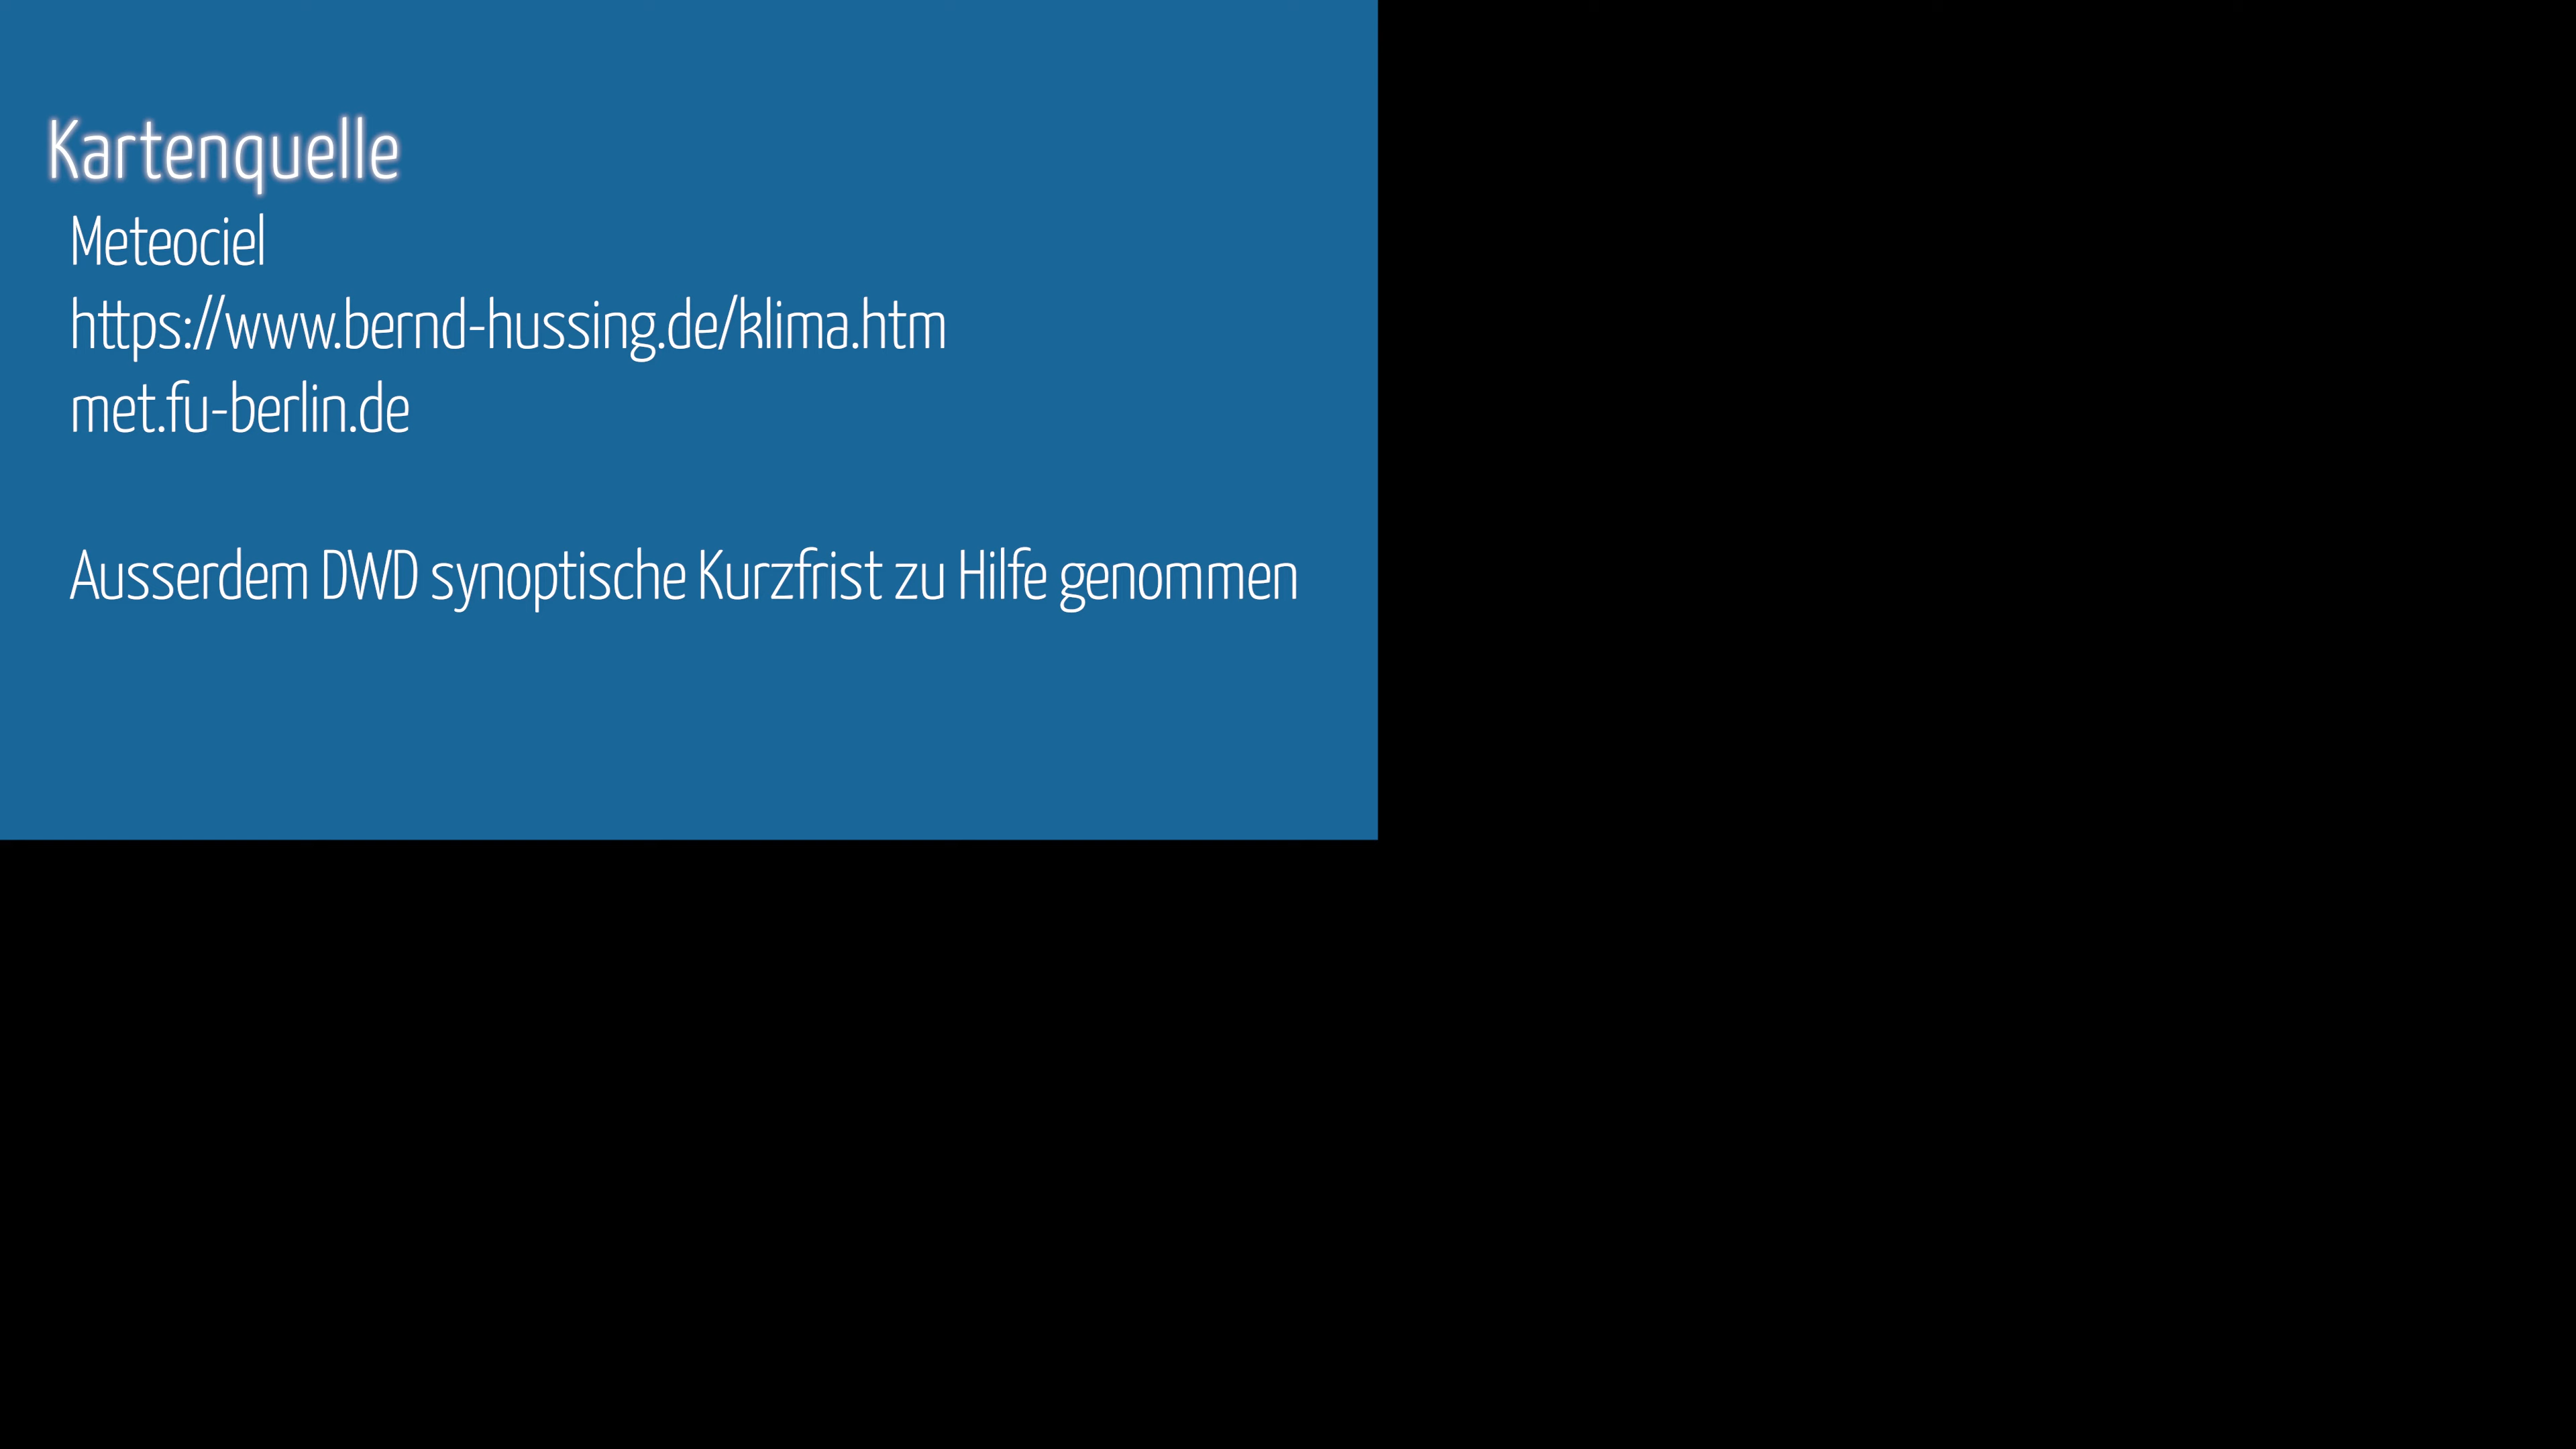 Kartenquelle
Meteociel
https://www.bernd-hussing.de/klima.htm
met.fu-berlin.de
Ausserdem DWD synoptische Kurzfrist zu Hilfe genommen